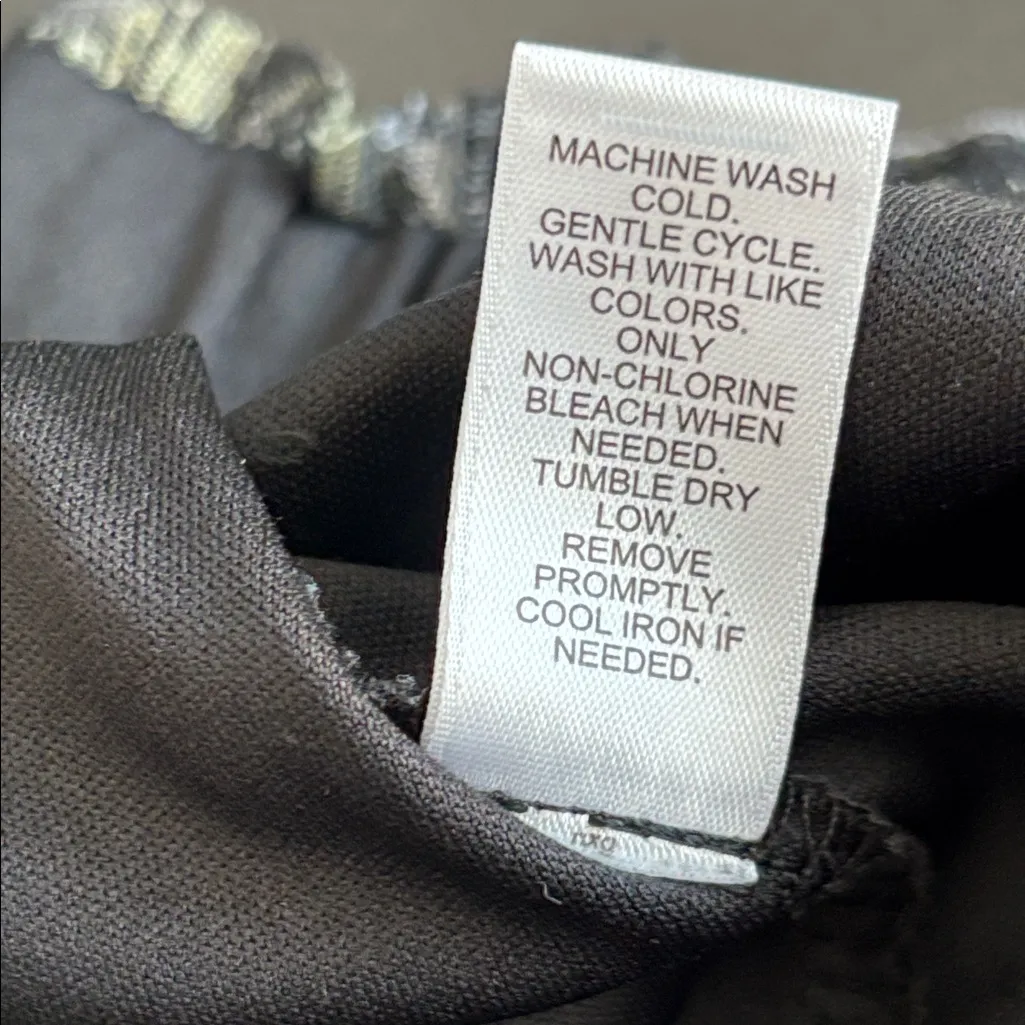 MACHINE WASH
COLD.
GENTLE CYCLE.
WASH WITH LIKE
COLORS.
ONLY
NON-CHLORINE
BLEACH WHEN
NEEDED.
TUMBLE DRY
LOW.
REMOVE
PROMPTLY.
COOL IRON IF
NEEDED.